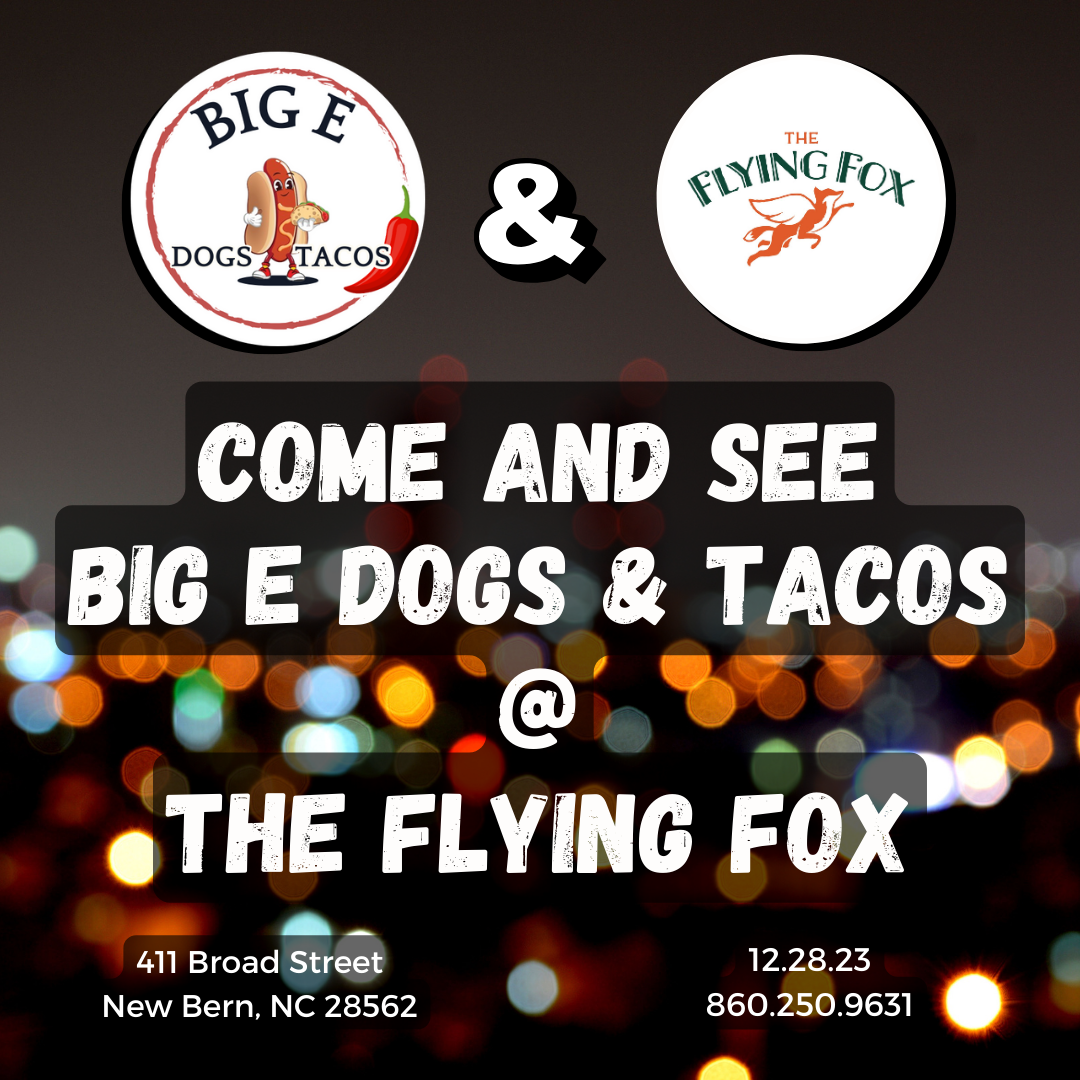 BIG E
DOGS TACOS
&
THE
FLYING FOX
COME AND SEE
BIG E DOGS & TACOS
@
THE FLYING FOX
411 Broad Street
New Bern, NC 28562
12.28.23
860.250.9631